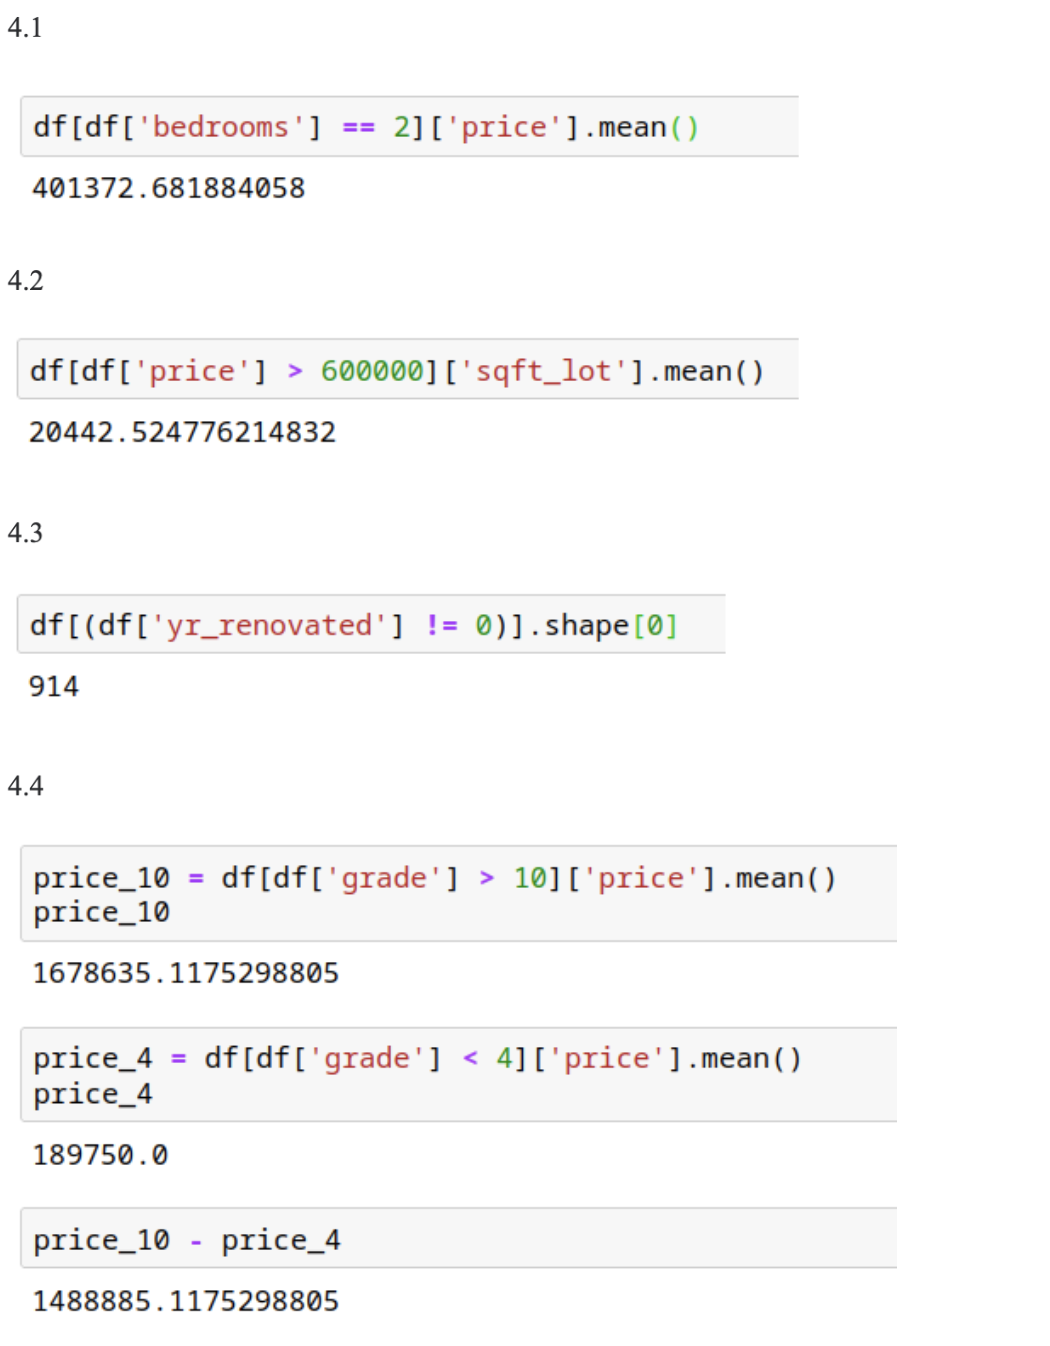 4.1
df[df['bedrooms'] == 2]['price'].mean()
401372.681884058
4.2
df[df['price'] > 600000]['sqft_lot'].mean()
20442.524776214832
4.3
df[(df['yr_renovated'] != 0)].shape[0]
914
4.4
price_10 = df[df['grade'] > 10]['price'].mean()
price_10
1678635.1175298805
price_4 = df[df['grade'] < 4]['price'].mean()
price_4
189750.0
price_10 - price_4
1488885.1175298805